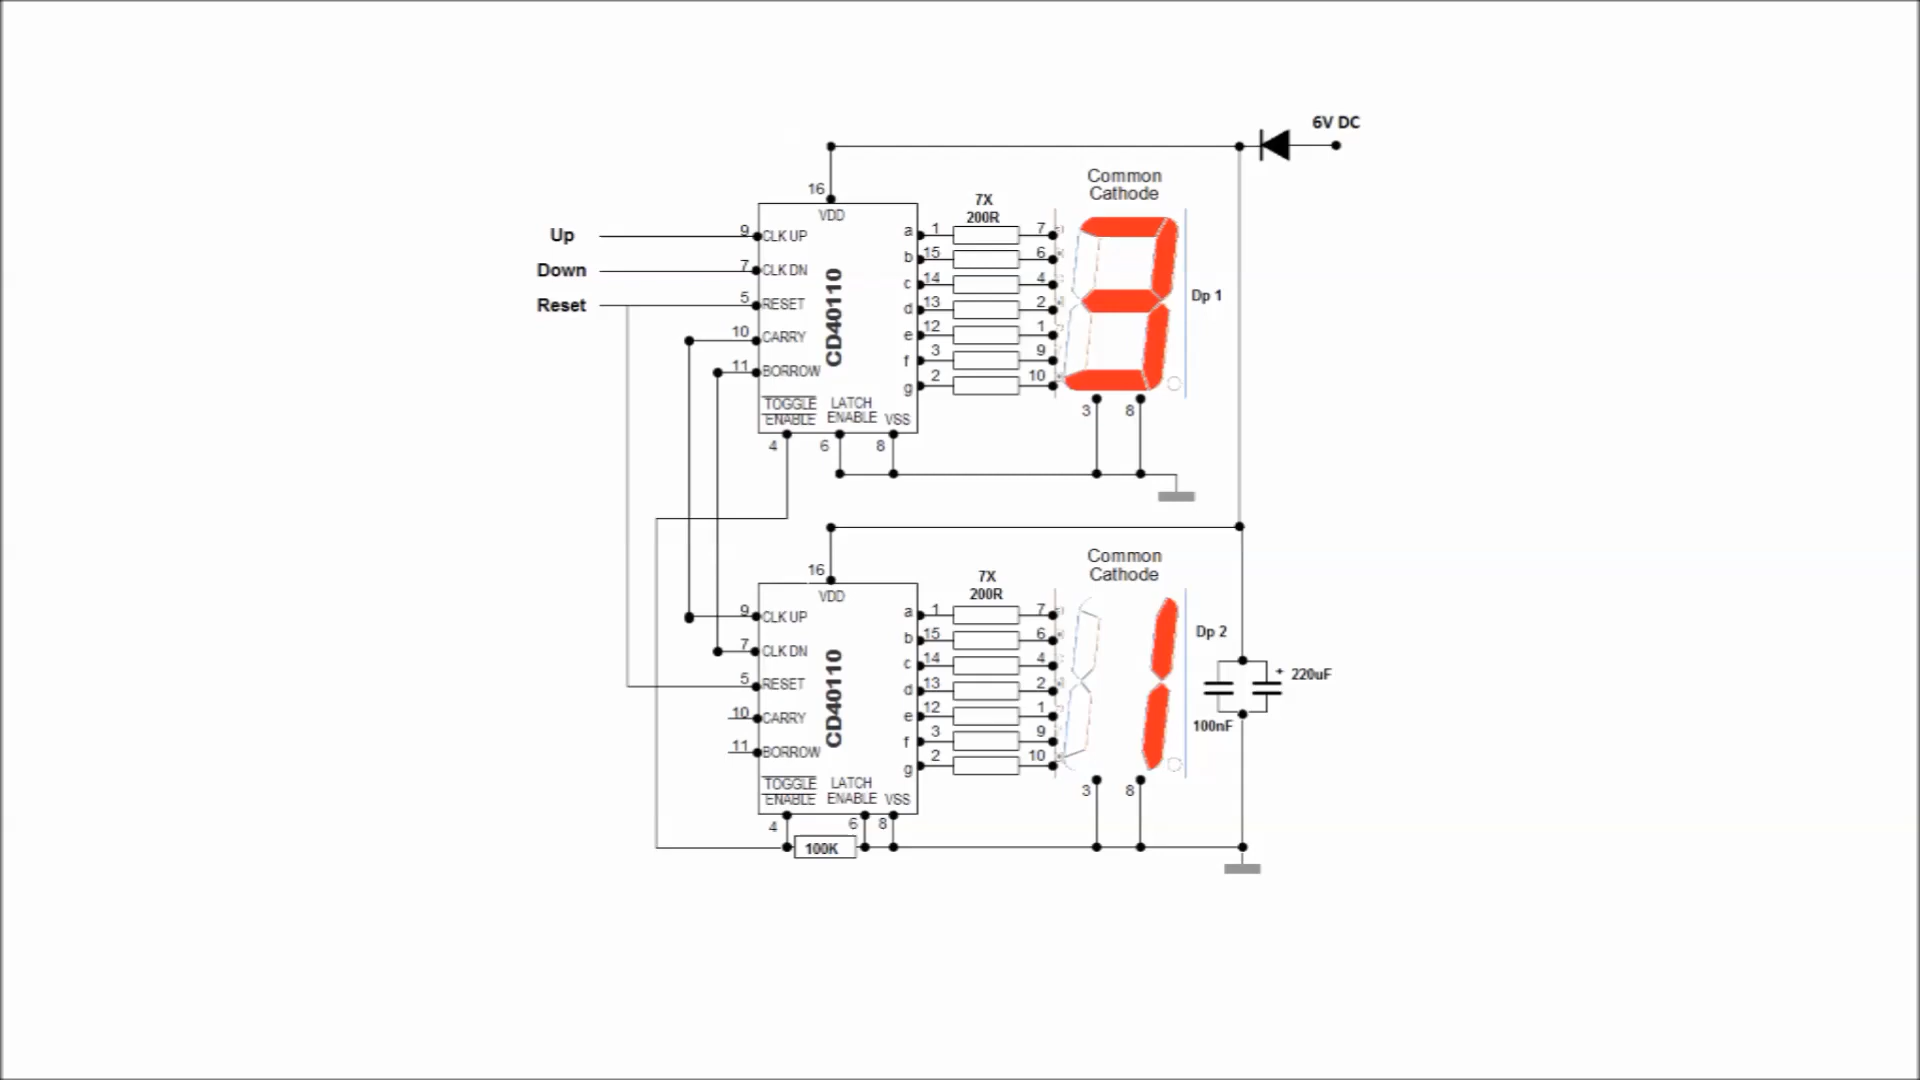 6V DC
Common
Cathode
16
VDD
7X
200R
Up
9
CLK UP
a
1
7
Down
7
CLK DN
b
15
6
Reset
5
RESET
c
14
4
CD40110
d
13
2
Dp 1
10
CARRY
e
12
1
11
BORROW
f
3
9
g
2
10
TOGGLE
ENABLE
LATCH
ENABLE
VSS
3
8
4
6
8
Common
Cathode
16
VDD
7X
200R
9
CLK UP
a
1
7
Dp 2
7
CLK DN
b
15
6
5
RESET
c
14
4
CD40110
d
13
2
+
220uF
100nF
10
CARRY
e
12
1
11
BORROW
f
3
9
g
2
10
TOGGLE
ENABLE
LATCH
ENABLE
VSS
3
8
4
6
8
100K
3
1